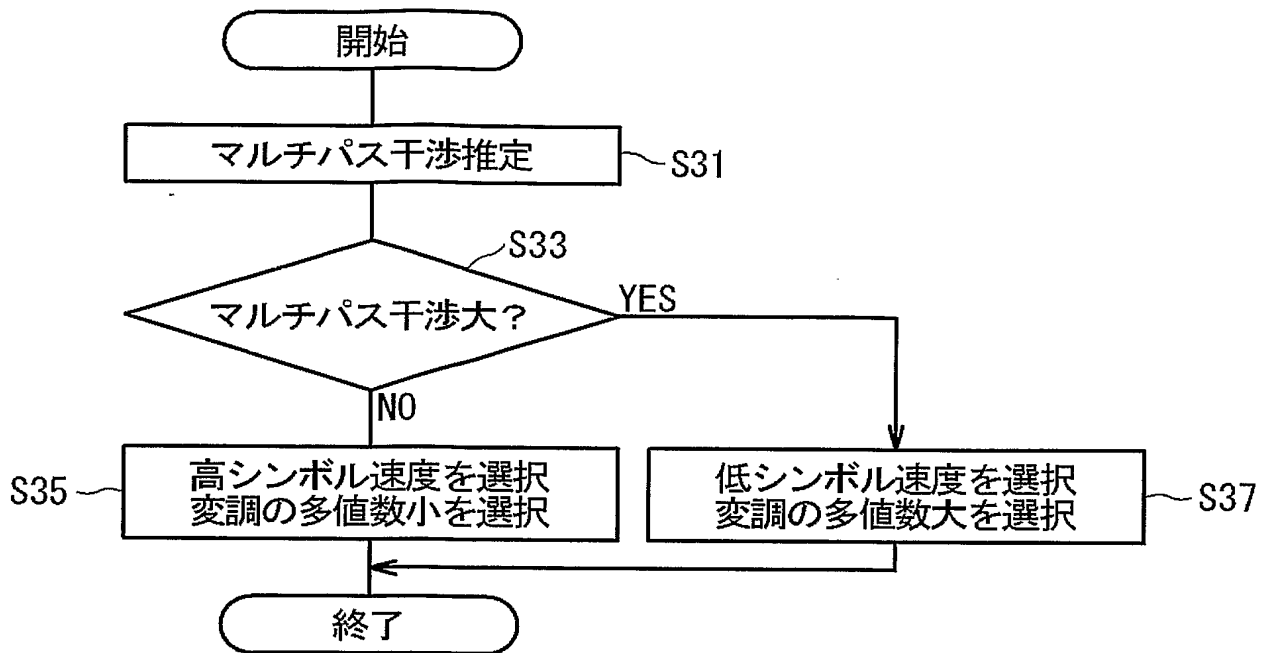 開始
マルチパス干渉推定
S31
S33
マルチパス干渉大?
YES
NO
高シンボル速度を選択
変調の多値数小を選択
S35
低シンボル速度を選択
変調の多値数大を選択
S37
終了